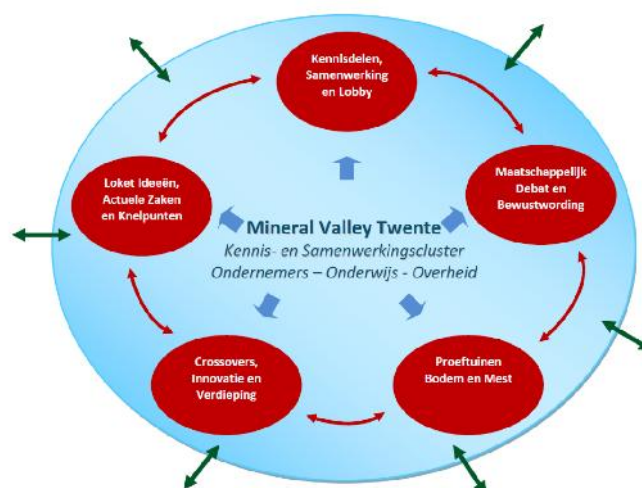 Kennisdelen,
Samenwerking
en Lobby
Loket Ideeën,
Actuele Zaken
en Knelpunten
Maatschappelijk
Debat en
Bewustwording
Mineral Valley Twente
Kennis- en Samenwerkingscluster
Ondernemers – Onderwijs - Overheid
Crossovers,
Innovatie en
Verdieping
Proeftuinen
Bodem en Mest